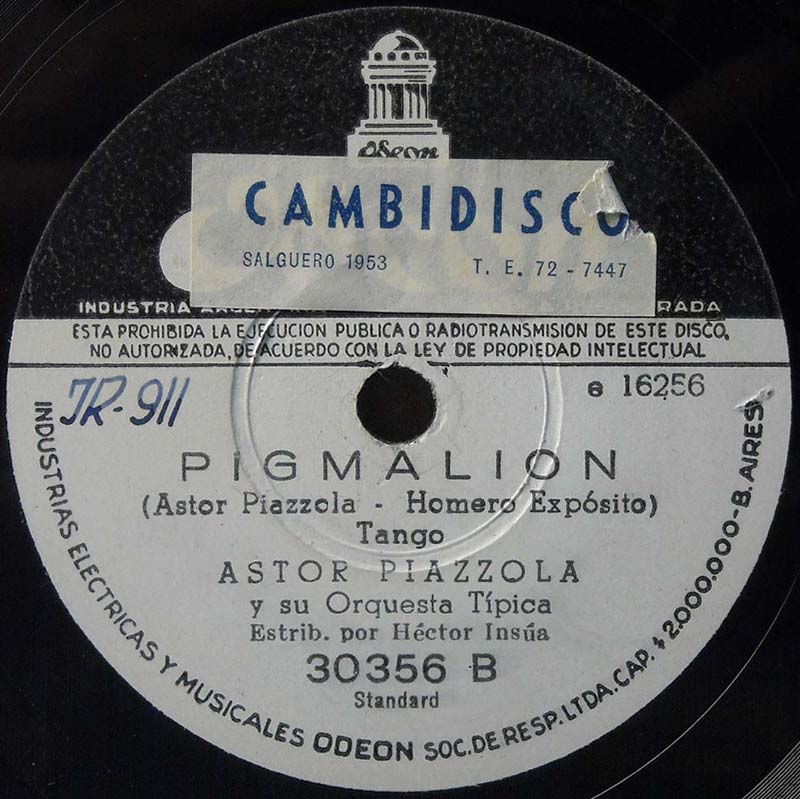 Odeon
CAMBIDISCO
SALGUERO 1953 T. E. 72 - 7447
INDUSTRIA
ESTA PROHIBIDA LA EJECUCION PUBLICA O RADIOTRANSMISION DE ESTE DISCO,
NO AUTORIZADA, DE ACUERDO CON LA LEY DE PROPIEDAD INTELECTUAL
JR-911
e 16256
PIGMALION
(Astor Piazzola - Homero Expósito)
Tango
ASTOR PIAZZOLA
y su Orquesta Típica
Estrib. por Héctor Insúa
30356 B
Standard
INDUSTRIAS ELECTRICAS Y MUSICALES ODEON SOC. DE RESP. LTDA. CAP. $ 2.000.000-B. AIRES